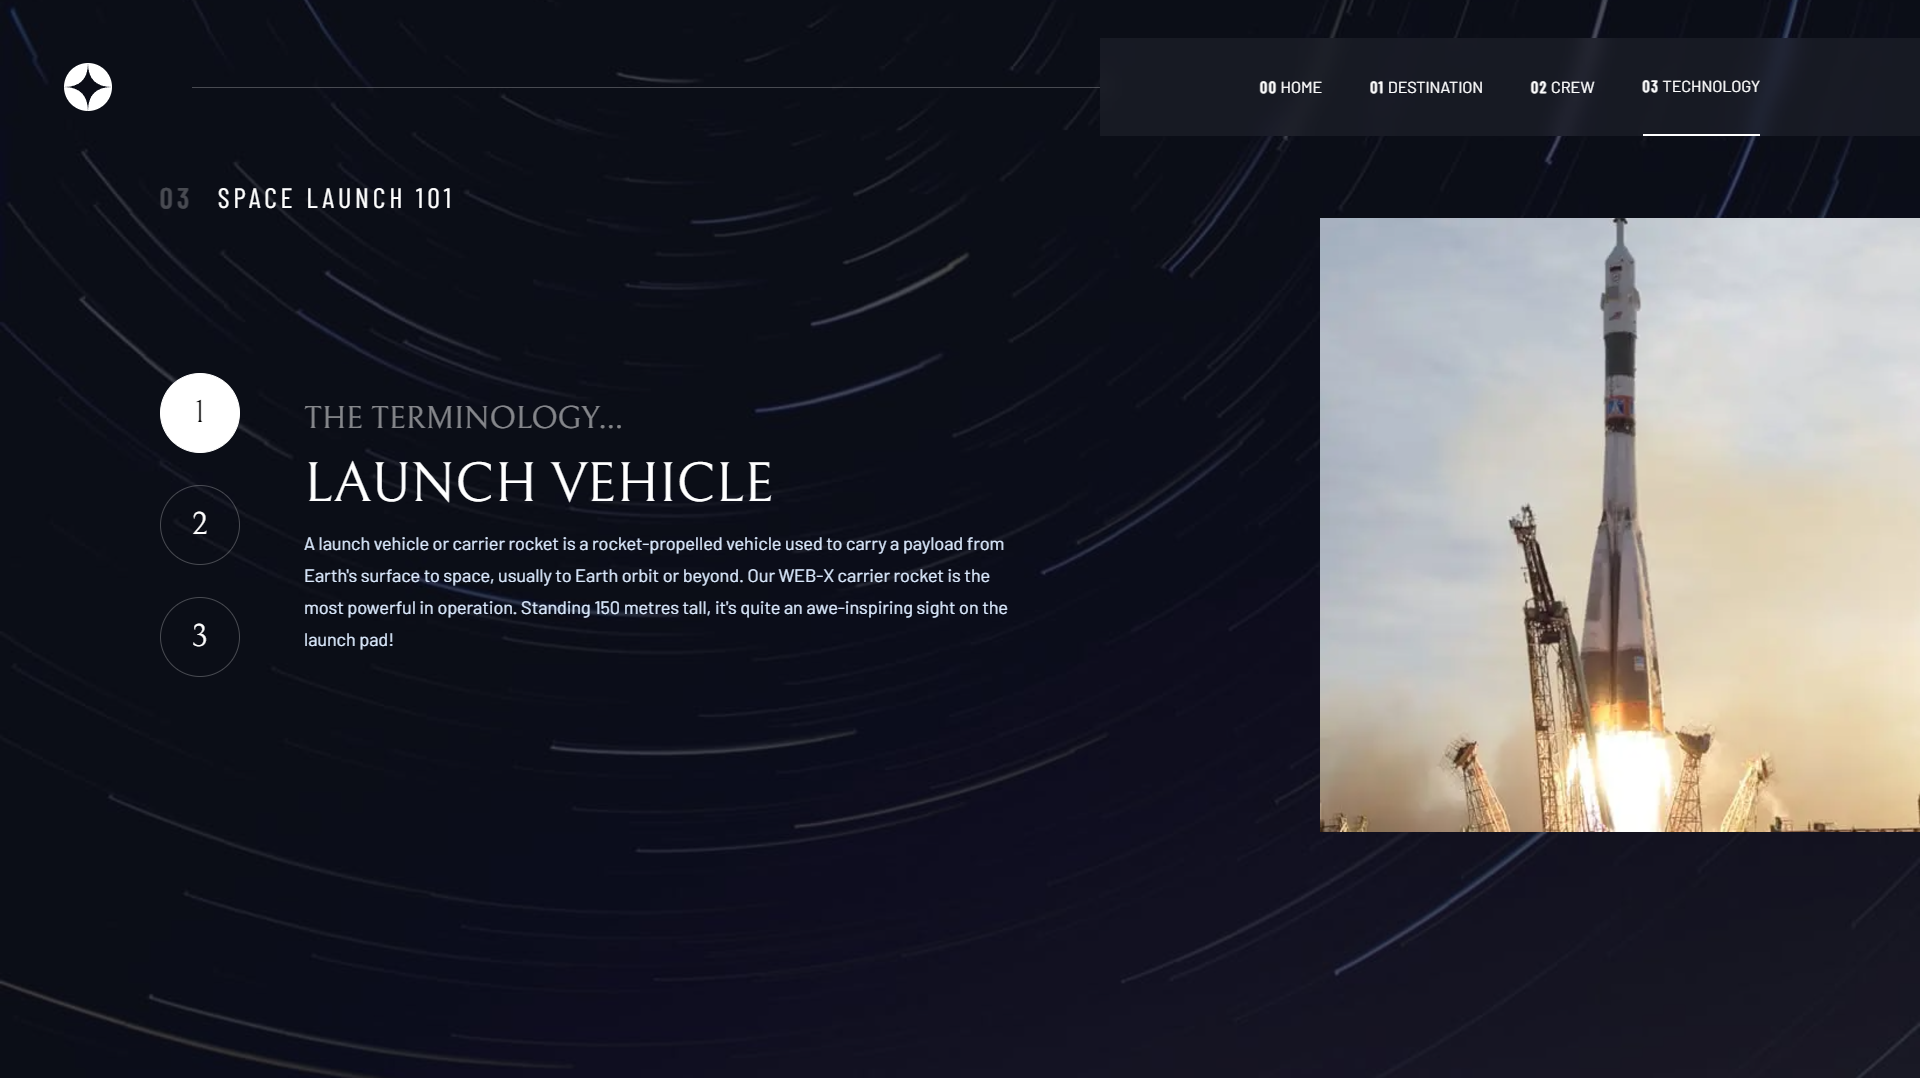 00 HOME 01 DESTINATION 02 CREW 03 TECHNOLOGY
03 SPACE LAUNCH 101
1
2
3
THE TERMINOLOGY...
LAUNCH VEHICLE
A launch vehicle or carrier rocket is a rocket-propelled vehicle used to carry a payload from
Earth's surface to space, usually to Earth orbit or beyond. Our WEB-X carrier rocket is the
most powerful in operation. Standing 150 metres tall, it's quite an awe-inspiring sight on the
launch pad!